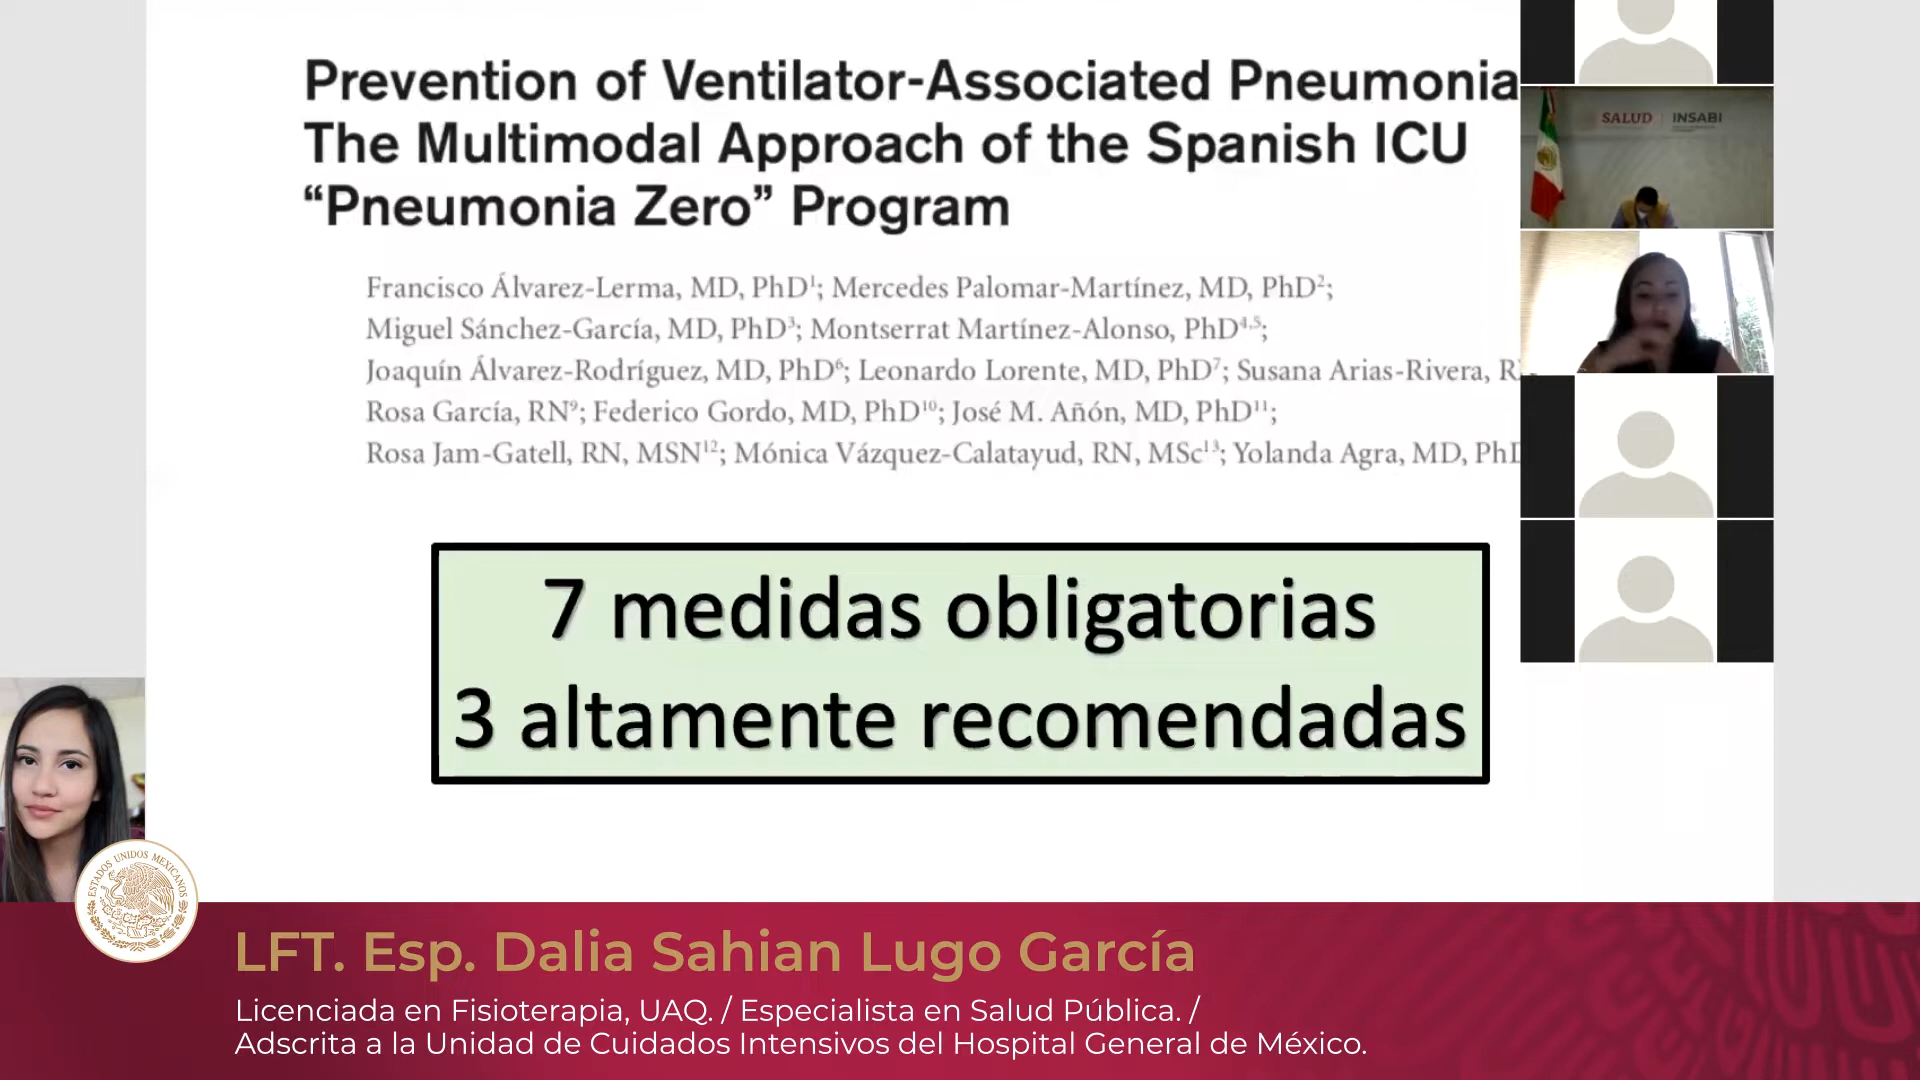 Prevention of Ventilator-Associated Pneumonia
The Multimodal Approach of the Spanish ICU
“Pneumonia Zero” Program
Francisco Álvarez-Lerma, MD, PhD¹; Mercedes Palomar-Martínez, MD, PhD²;
Miguel Sánchez-García, MD, PhD³; Montserrat Martínez-Alonso, PhD⁴,⁵;
Joaquín Álvarez-Rodríguez, MD, PhD⁶; Leonardo Lorente, MD, PhD⁷; Susana Arias-Rivera,
Rosa García, RN⁹; Federico Gordo, MD, PhD¹⁰; José M. Añón, MD, PhD¹¹;
Rosa Jam-Gatell, RN, MSN¹²; Mónica Vázquez-Calatayud, RN, MSc¹³; Yolanda Agra, MD,
7 medidas obligatorias
3 altamente recomendadas
SALUD INSABI
ESTADOS UNIDOS MEXICANOS
LFT. Esp. Dalia Sahian Lugo García
Licenciada en Fisioterapia, UAQ. / Especialista en Salud Pública. /
Adscrita a la Unidad de Cuidados Intensivos del Hospital General de México.